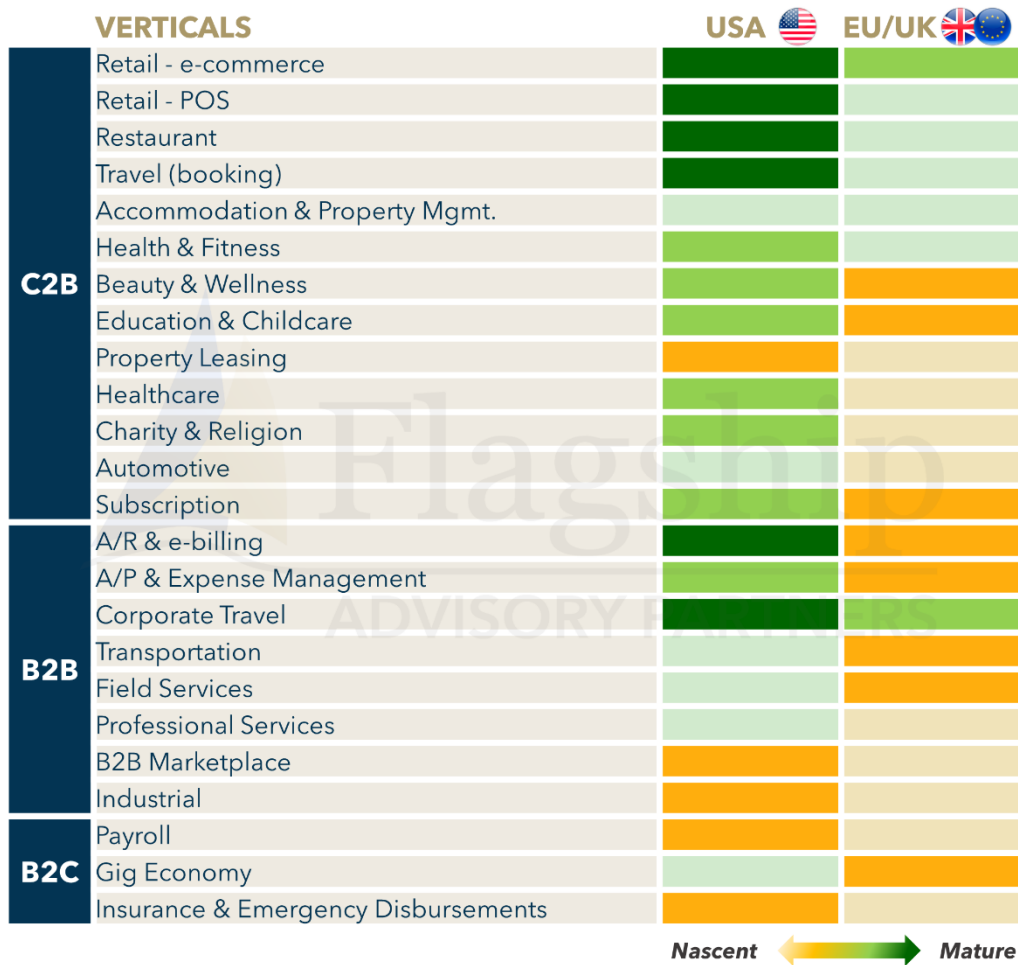 VERTICALS USA EU/UK
C2B
Retail - e-commerce
Retail - POS
Restaurant
Travel (booking)
Accommodation & Property Mgmt.
Health & Fitness
Beauty & Wellness
Education & Childcare
Property Leasing
Healthcare
Charity & Religion
Automotive
Subscription
B2B
A/R & e-billing
A/P & Expense Management
Corporate Travel
Transportation
Field Services
Professional Services
B2B Marketplace
Industrial
B2C
Payroll
Gig Economy
Insurance & Emergency Disbursements
Nascent Mature
Flagship
ADVISORY PARTNERS